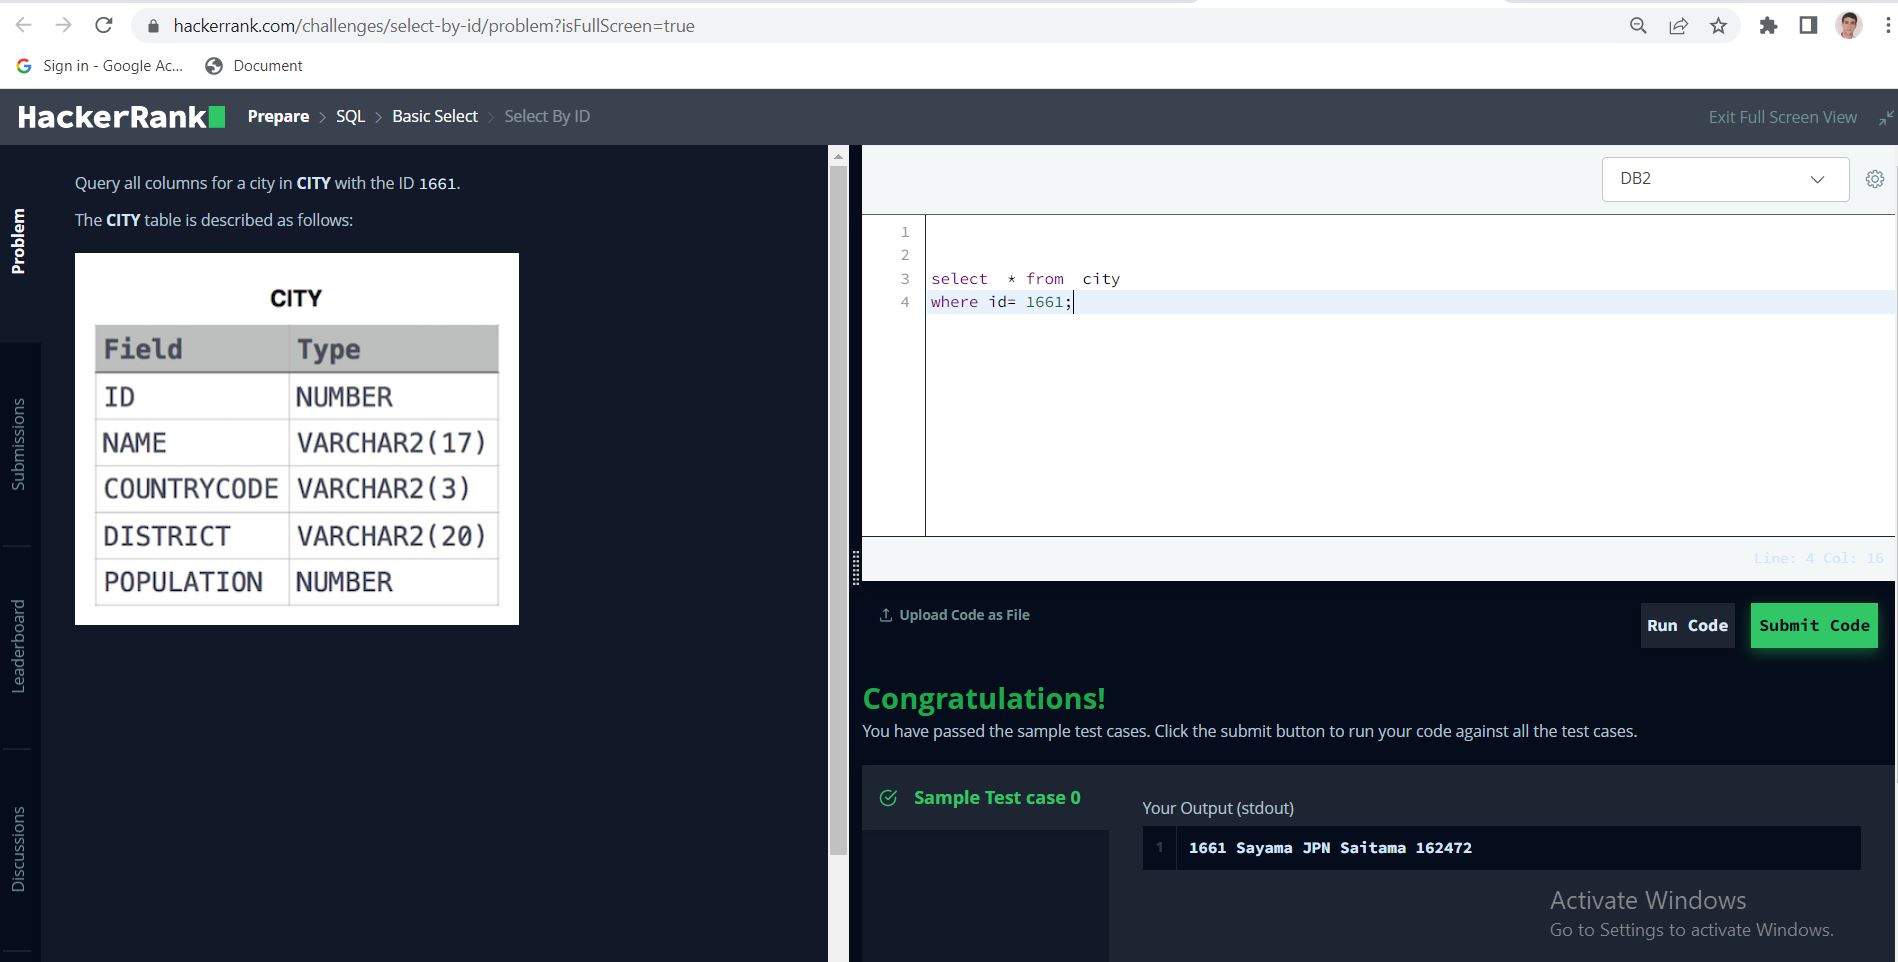 hackerrank.com/challenges/select-by-id/problem?isFullScreen=true
Sign in - Google Ac... Document
HackerRank Prepare > SQL > Basic Select > Select By ID Exit Full Screen View
Problem
Submissions
Leaderboard
Discussions
Query all columns for a city in CITY with the ID 1661.
The CITY table is described as follows:
CITY
Field Type
ID NUMBER
NAME VARCHAR2(17)
COUNTRYCODE VARCHAR2(3)
DISTRICT VARCHAR2(20)
POPULATION NUMBER
DB2
1
2
3 select  * from  city
4 where id= 1661;
Line: 4 Col: 16
Upload Code as File
Run Code Submit Code
Congratulations!
You have passed the sample test cases. Click the submit button to run your code against all the test cases.
Sample Test case 0
Your Output (stdout)
1 1661 Sayama JPN Saitama 162472
Activate Windows
Go to Settings to activate Windows.